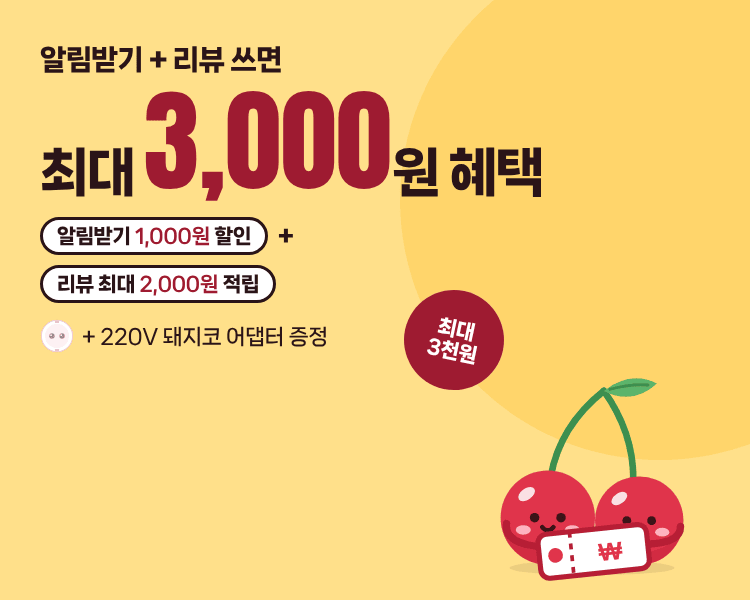 알림받기 + 리뷰 쓰면
최대 3,000원 혜택
알림받기 1,000원 할인 +
리뷰 최대 2,000원 적립
+ 220V 돼지코 어댑터 증정
최대
3천원
₩